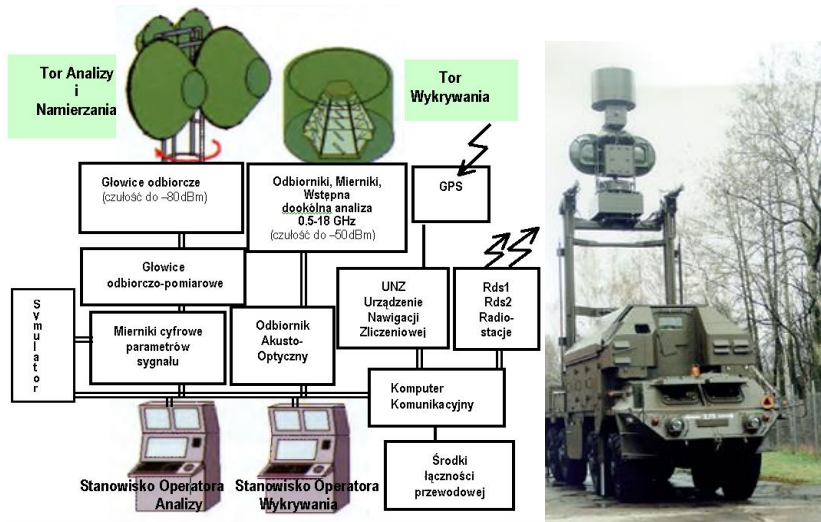 Tor Analizy
i
Namierzania
Tor
Wykrywania
Głowice odbiorcze
(czułość do –80dBm)
Odbiorniki, Mierniki,
Wstępna
dookólna analiza
0.5-18 GHz
(czułość do –50dBm)
GPS
Głowice
odbiorczo-pomiarowe
UNZ
Urządzenie
Nawigacji
Zliczeniowej
Rds1
Rds2
Radio-
stacje
Symulator
Mierniki cyfrowe
parametrów
sygnału
Odbiornik
Akusto-
Optyczny
Komputer
Komunikacyjny
Stanowisko Operatora
Analizy
Stanowisko Operatora
Wykrywania
Środki
łączności
przewodowej